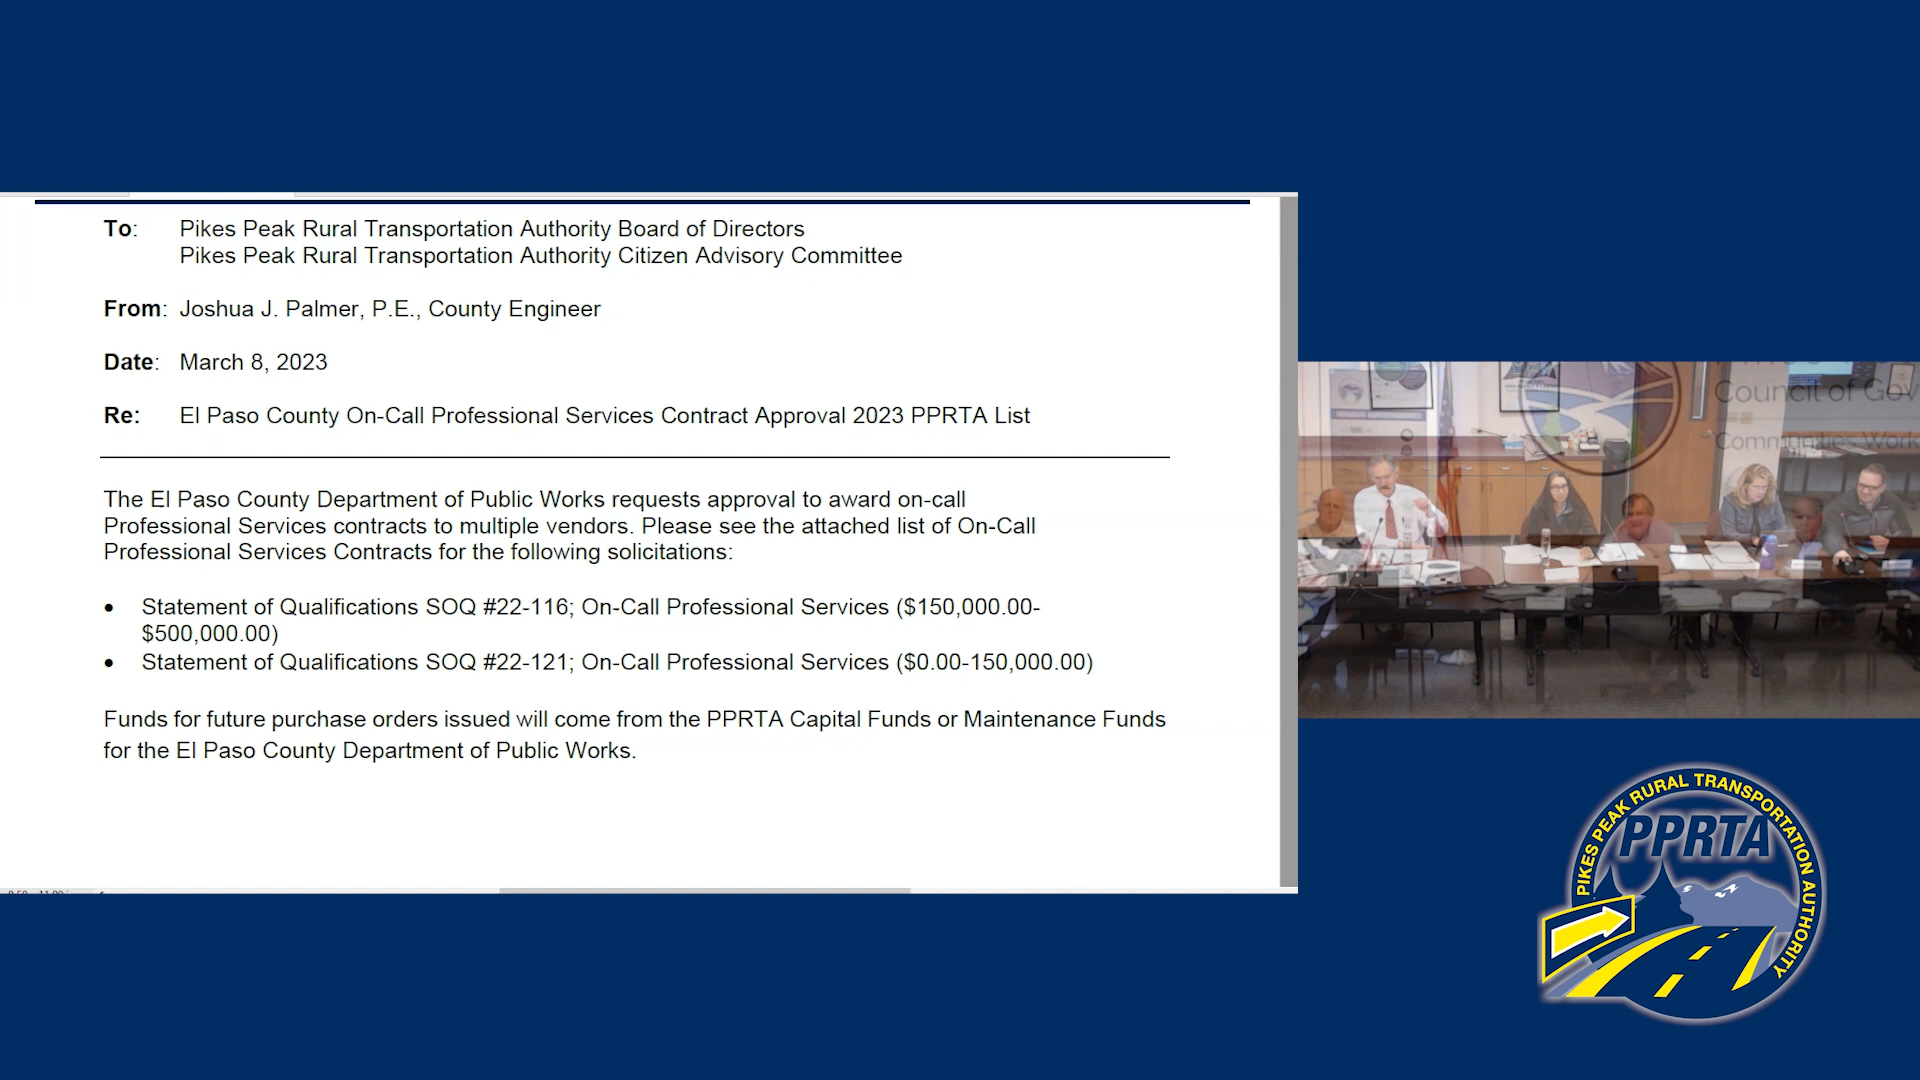 To: Pikes Peak Rural Transportation Authority Board of Directors
Pikes Peak Rural Transportation Authority Citizen Advisory Committee
From: Joshua J. Palmer, P.E., County Engineer
Date: March 8, 2023
Re: El Paso County On-Call Professional Services Contract Approval 2023 PPRTA List
The El Paso County Department of Public Works requests approval to award on-call
Professional Services contracts to multiple vendors. Please see the attached list of On-Call
Professional Services Contracts for the following solicitations:
• Statement of Qualifications SOQ #22-116; On-Call Professional Services ($150,000.00-
$500,000.00)
• Statement of Qualifications SOQ #22-121; On-Call Professional Services ($0.00-150,000.00)
Funds for future purchase orders issued will come from the PPRTA Capital Funds or Maintenance Funds
for the El Paso County Department of Public Works.
Council of Gov
Communities Work
PIKES PEAK RURAL TRANSPORTATION AUTHORITY
PPRTA